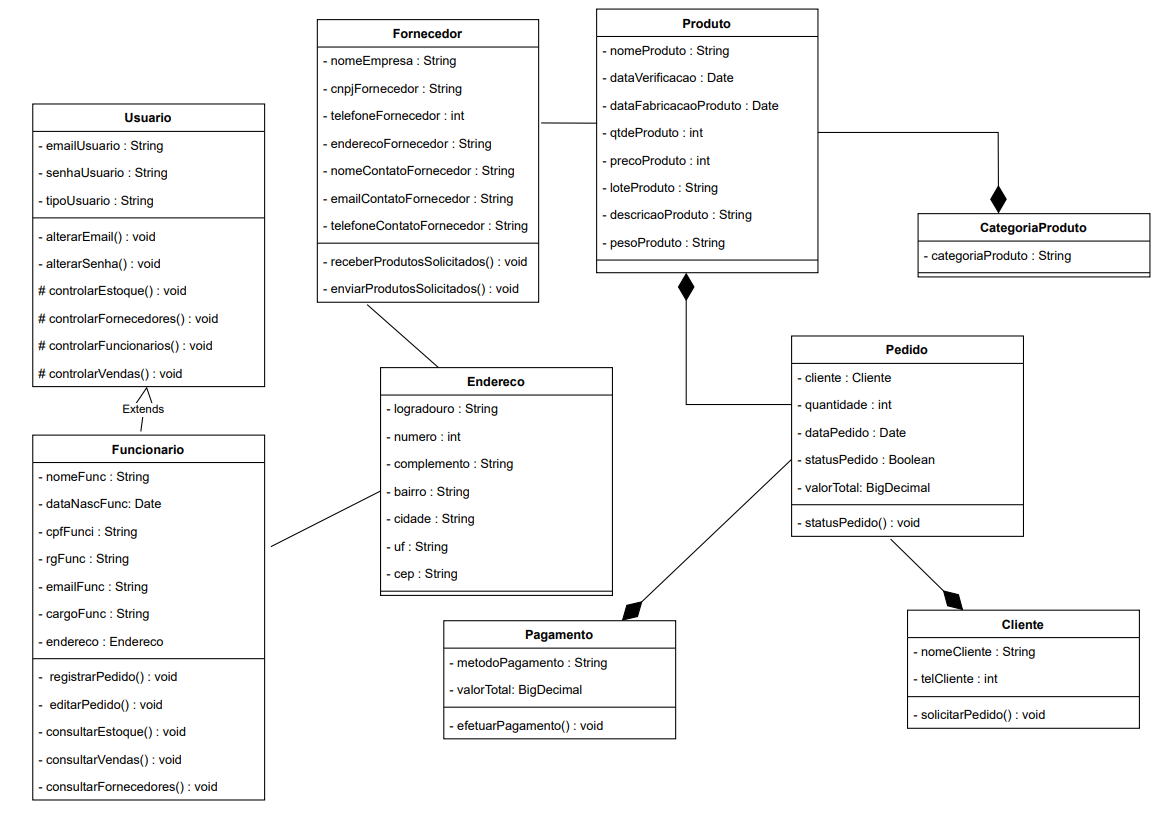 Fornecedor
- nomeEmpresa : String
- cnpjFornecedor : String
- telefoneFornecedor : int
- enderecoFornecedor : String
- nomeContatoFornecedor : String
- emailContatoFornecedor : String
- telefoneContatoFornecedor : String
- receberProdutosSolicitados() : void
- enviarProdutosSolicitados() : void
Produto
- nomeProduto : String
- dataVerificacao : Date
- dataFabricacaoProduto : Date
- qtdeProduto : int
- precoProduto : int
- loteProduto : String
- descricaoProduto : String
- pesoProduto : String
Usuario
- emailUsuario : String
- senhaUsuario : String
- tipoUsuario : String
- alterarEmail() : void
- alterarSenha() : void
# controlarEstoque() : void
# controlarFornecedores() : void
# controlarFuncionarios() : void
# controlarVendas() : void
CategoriaProduto
- categoriaProduto : String
Pedido
- cliente : Cliente
- quantidade : int
- dataPedido : Date
- statusPedido : Boolean
- valorTotal: BigDecimal
- statusPedido() : void
Endereco
- logradouro : String
- numero : int
- complemento : String
- bairro : String
- cidade : String
- uf : String
- cep : String
Extends
Funcionario
- nomeFunc : String
- dataNascFunc: Date
- cpfFunci : String
- rgFunc : String
- emailFunc : String
- cargoFunc : String
- endereco : Endereco
- registrarPedido() : void
- editarPedido() : void
- consultarEstoque() : void
- consultarVendas() : void
- consultarFornecedores() : void
Pagamento
- metodoPagamento : String
- valorTotal: BigDecimal
- efetuarPagamento() : void
Cliente
- nomeCliente : String
- telCliente : int
- solicitarPedido() : void